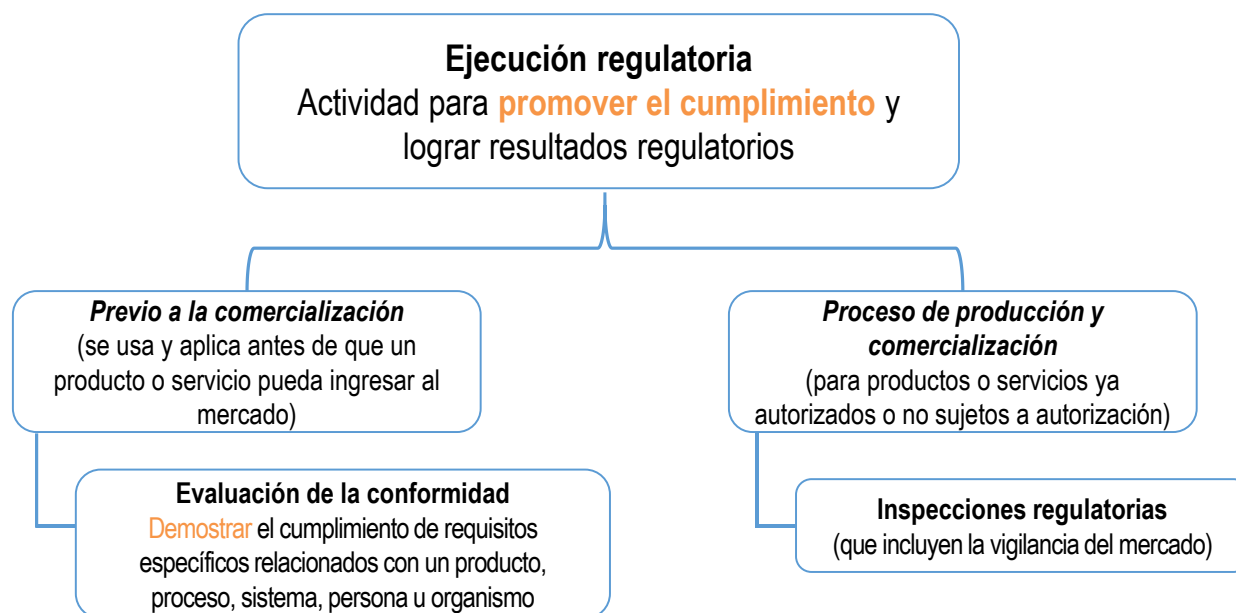 Ejecución regulatoria
Actividad para promover el cumplimiento y
lograr resultados regulatorios
Previo a la comercialización
(se usa y aplica antes de que un
producto o servicio pueda ingresar al
mercado)
Evaluación de la conformidad
Demostrar el cumplimiento de requisitos
específicos relacionados con un producto,
proceso, sistema, persona u organismo
Proceso de producción y
comercialización
(para productos o servicios ya
autorizados o no sujetos a autorización)
Inspecciones regulatorias
(que incluyen la vigilancia del mercado)